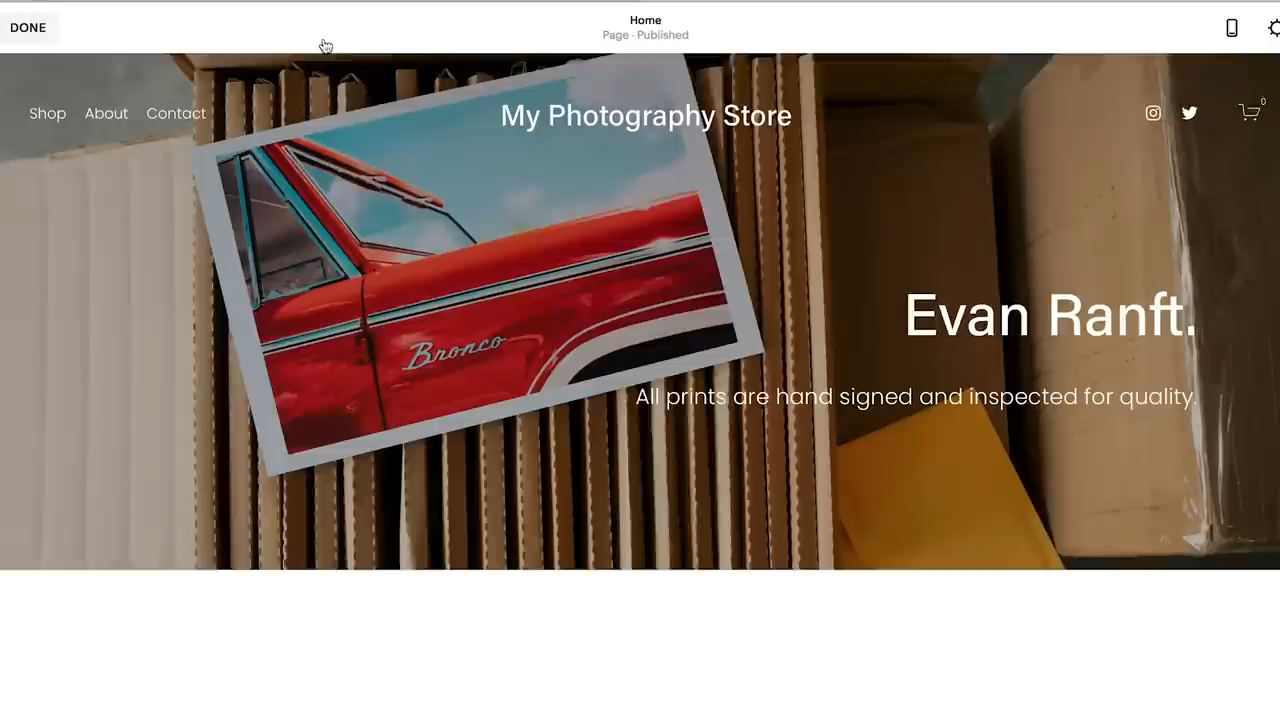 DONE
Home
Page · Published
Shop About Contact
My Photography Store
0
Bronco
Evan Ranft.
All prints are hand signed and inspected for quality.